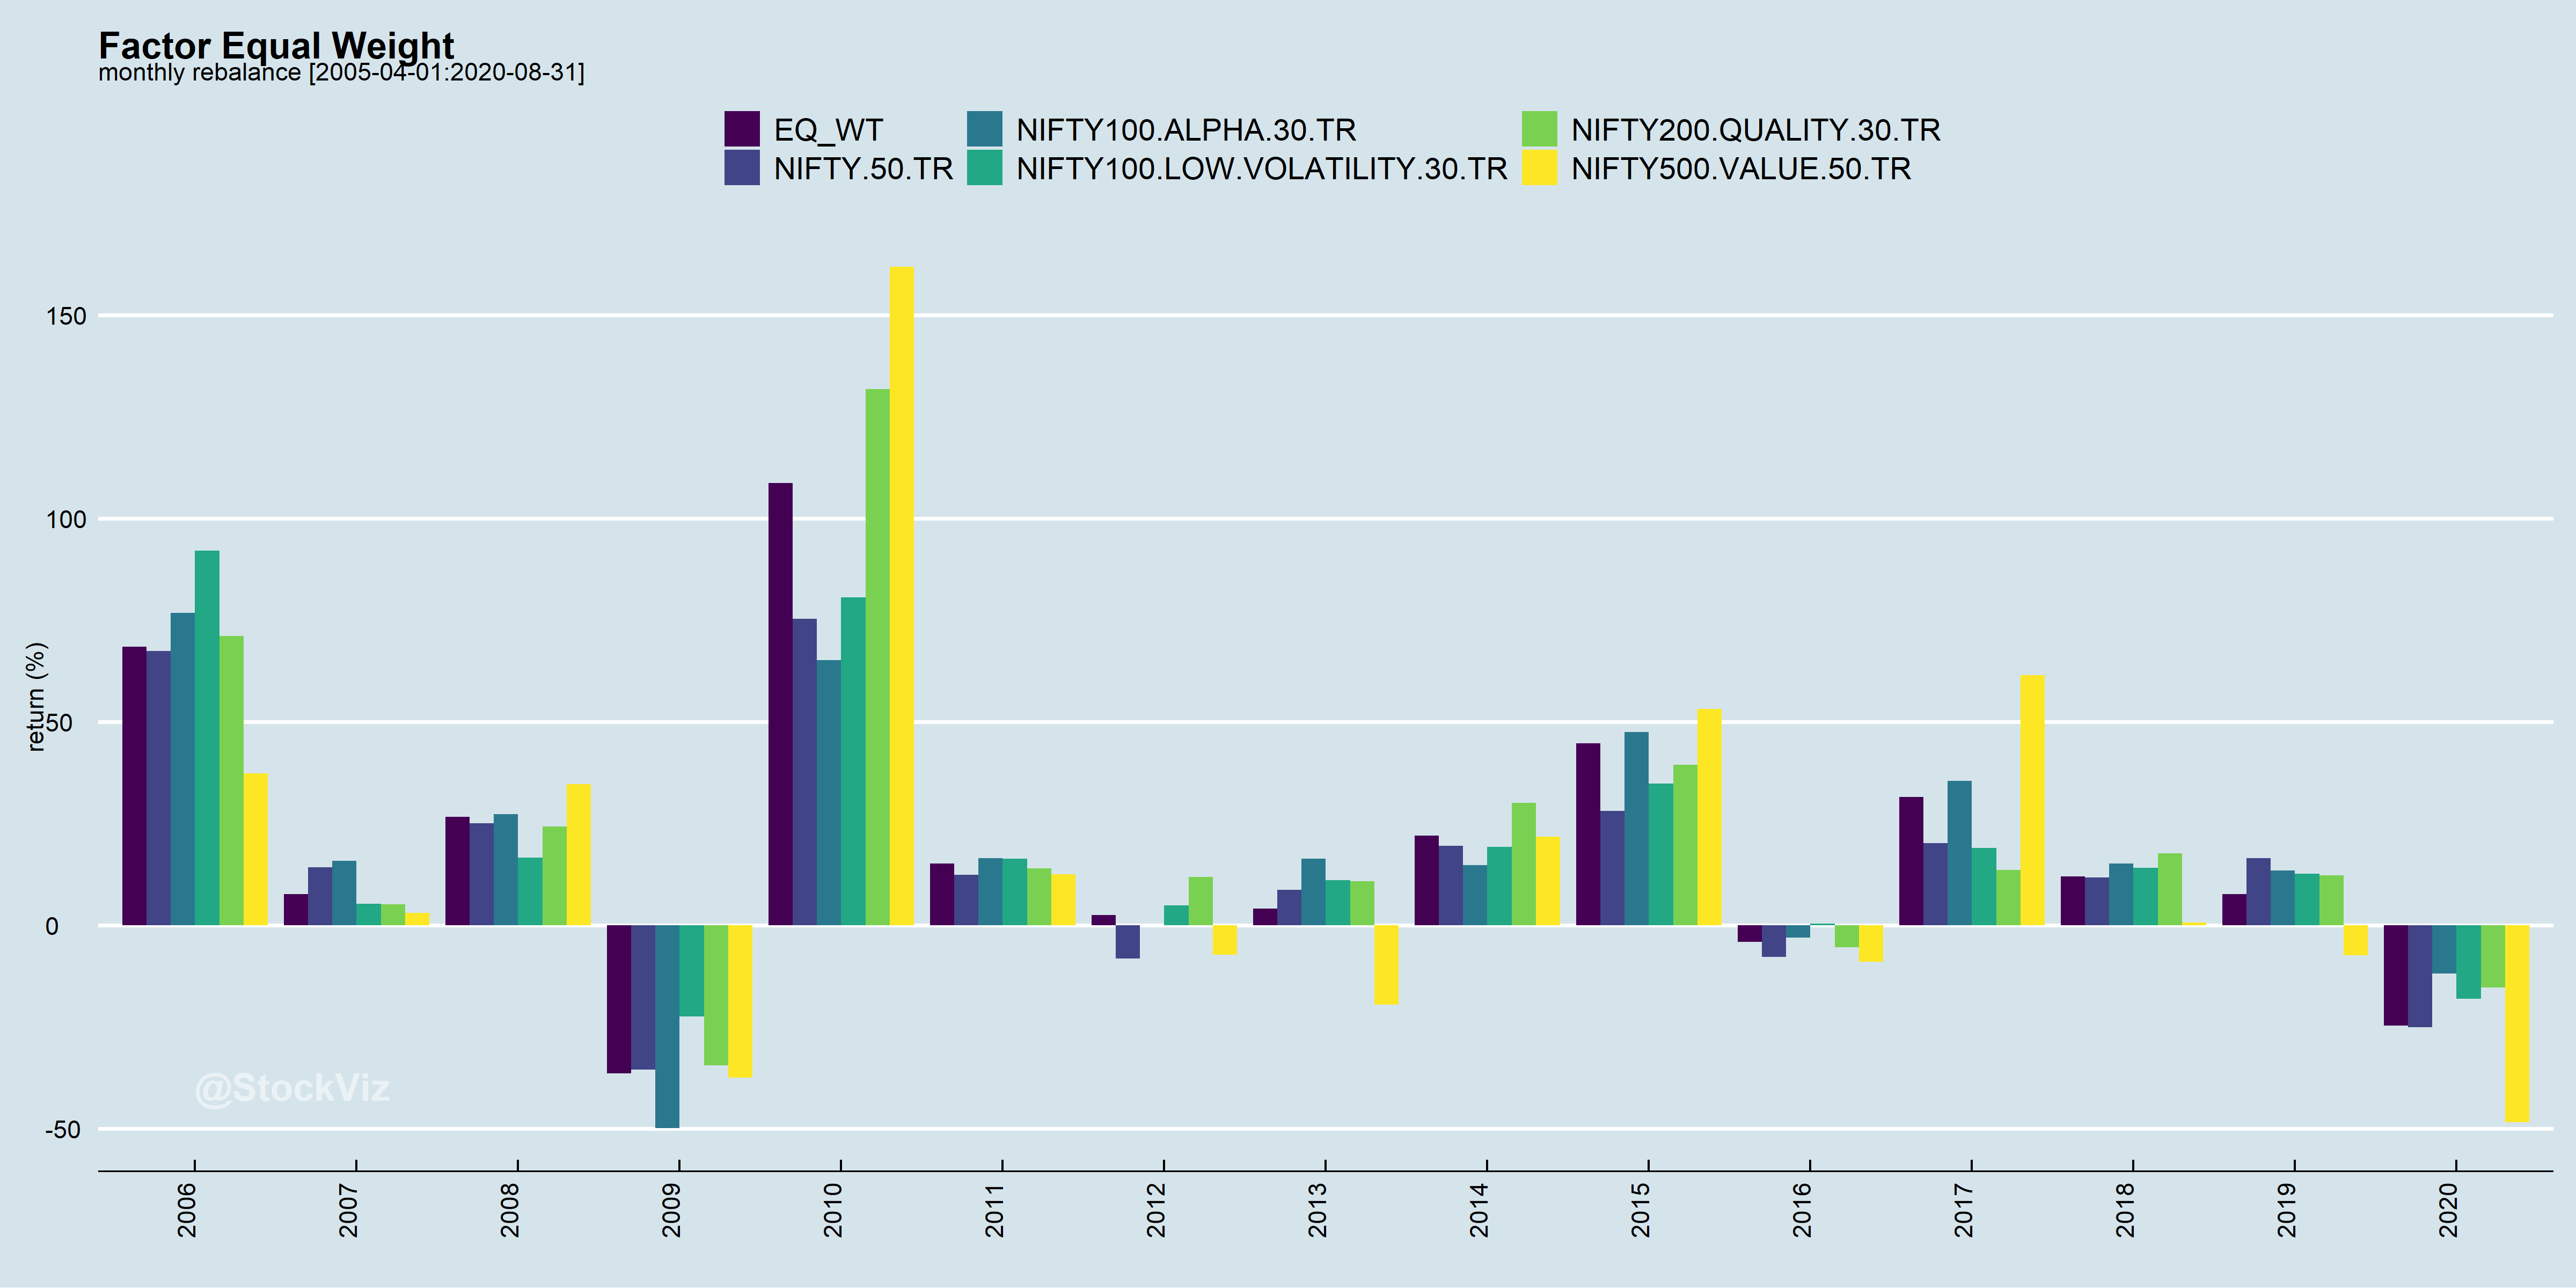 Factor Equal Weight
monthly rebalance [2005-04-01:2020-08-31]
EQ_WT NIFTY100.ALPHA.30.TR NIFTY200.QUALITY.30.TR
NIFTY.50.TR NIFTY100.LOW.VOLATILITY.30.TR NIFTY500.VALUE.50.TR
150
100
50
0
-50
return (%)
@StockViz
2006 2007 2008 2009 2010 2011 2012 2013 2014 2015 2016 2017 2018 2019 2020